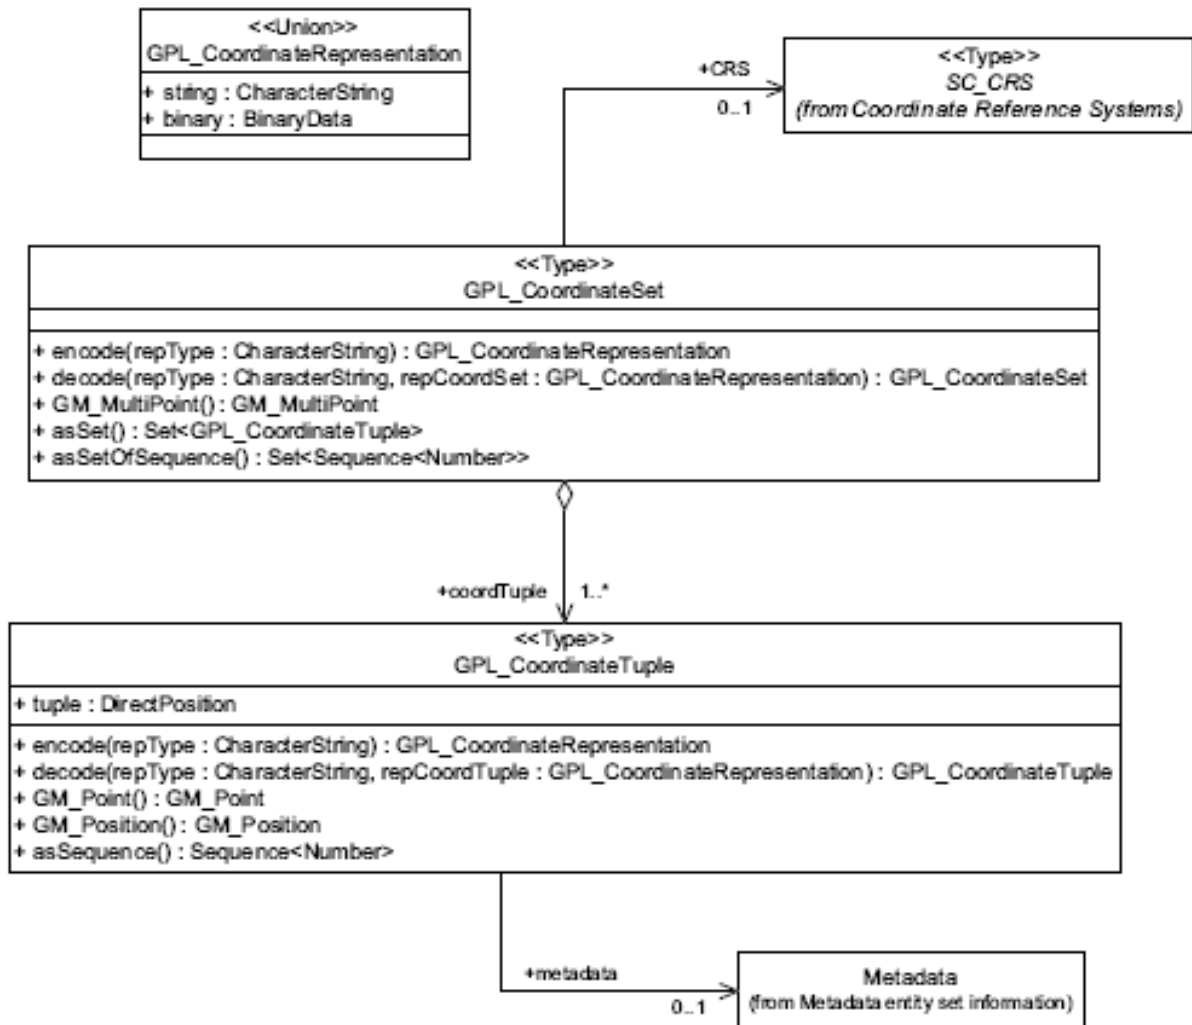 <<Union>>
GPL_CoordinateRepresentation
+ string : CharacterString
+ binary : BinaryData
+CRS
0..1
<<Type>>
SC_CRS
(from Coordinate Reference Systems)
<<Type>>
GPL_CoordinateSet
+ encode(repType : CharacterString) : GPL_CoordinateRepresentation
+ decode(repType : CharacterString, repCoordSet : GPL_CoordinateRepresentation) : GPL_CoordinateSet
+ GM_MultiPoint() : GM_MultiPoint
+ asSet() : Set<GPL_CoordinateTuple>
+ asSetOfSequence() : Set<Sequence<Number>>
+coordTuple 1..*
<<Type>>
GPL_CoordinateTuple
+ tuple : DirectPosition
+ encode(repType : CharacterString) : GPL_CoordinateRepresentation
+ decode(repType : CharacterString, repCoordTuple : GPL_CoordinateRepresentation) : GPL_CoordinateTuple
+ GM_Point() : GM_Point
+ GM_Position() : GM_Position
+ asSequence() : Sequence<Number>
+metadata
0..1
Metadata
(from Metadata entity set information)